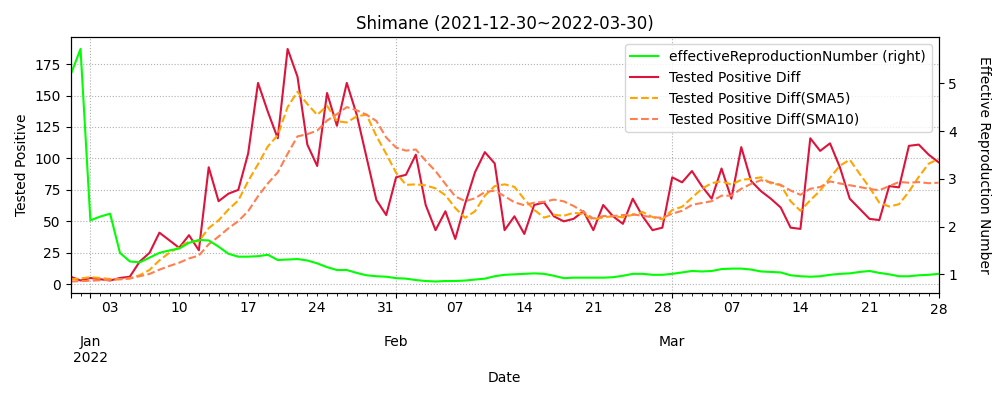 Shimane (2021-12-30~2022-03-30)
effectiveReproductionNumber (right)
Tested Positive Diff
Tested Positive Diff(SMA5)
Tested Positive Diff(SMA10)
Tested Positive
175
150
125
100
75
50
25
0
Effective Reproduction Number
5
4
3
2
1
03 10 17 24 31 07 14 21 28 07 14 21 28
Jan Feb Mar
2022
Date